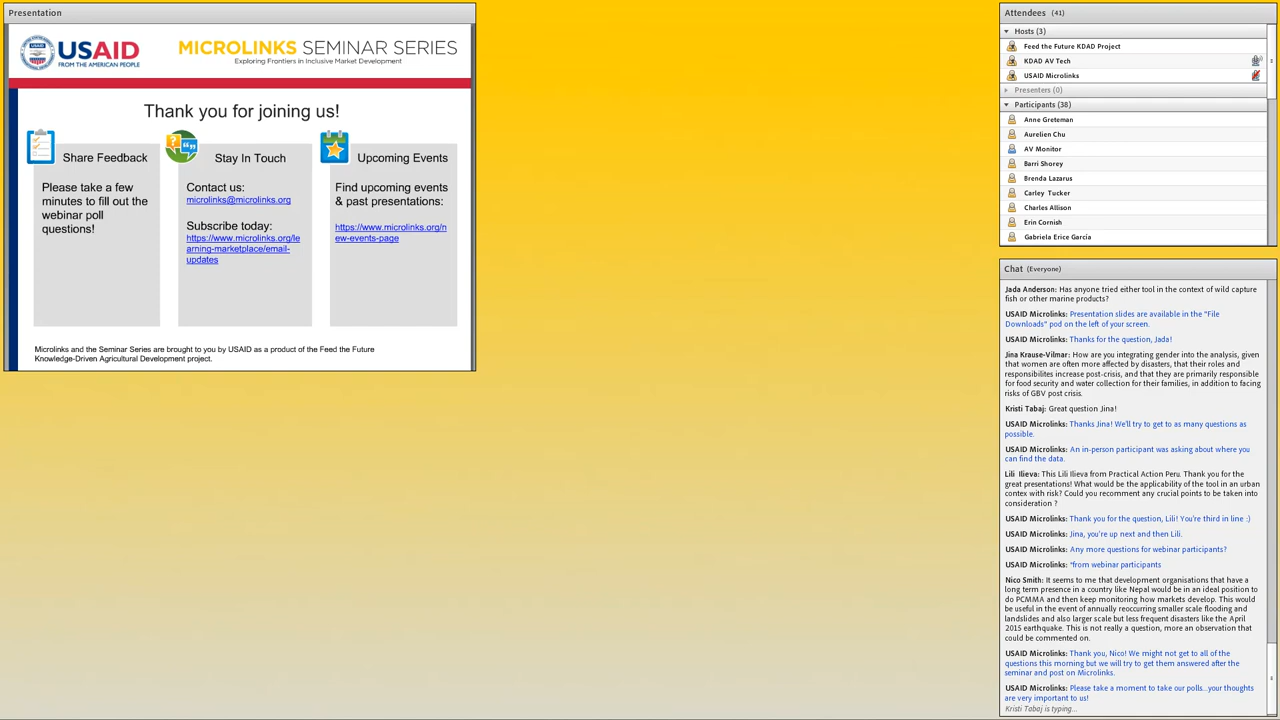 Presentation
USAID
FROM THE AMERICAN PEOPLE
MICROLINKS SEMINAR SERIES
Exploring Frontiers in Inclusive Market Development
Thank you for joining us!
Share Feedback
Please take a few
minutes to fill out the
webinar poll
questions!
Stay In Touch
Contact us:
microlinks@microlinks.org
Subscribe today:
https://www.microlinks.org/le
arning-marketplace/email-
updates
Upcoming Events
Find upcoming events
& past presentations:
https://www.microlinks.org/n
ew-events-page
Microlinks and the Seminar Series are brought to you by USAID as a product of the Feed the Future
Knowledge-Driven Agricultural Development project.
Attendees (41)
Hosts (3)
Feed the Future KDAD Project
KDAD AV Tech
USAID Microlinks
Presenters (0)
Participants (38)
Anne Greteman
Aurelien Chu
AV Monitor
Barri Shorey
Brenda Lazarus
Carley Tucker
Charles Allison
Erin Cornish
Gabriela Erice Garcia
Chat (Everyone)
Jada Anderson: Has anyone tried either tool in the context of wild capture
fish or other marine products?
USAID Microlinks: Presentation slides are available in the "File
Downloads" pod on the left of your screen.
USAID Microlinks: Thanks for the question, Jada!
Jina Krause-Vilmar: How are you integrating gender into the analysis, given
that women are often more affected by disasters, that their roles and
responsibilites increase post-crisis, and that they are primarily responsible
for food security and water collection for their families, in addition to facing
risks of GBV post crisis.
Kristi Tabaj: Great question Jina!
USAID Microlinks: Thanks Jina! We'll try to get to as many questions as
possible.
USAID Microlinks: An in-person participant was asking about where you
can find the data.
Lili Ilieva: This Lili Ilieva from Practical Action Peru. Thank you for the
great presentations! What would be the applicability of the tool in an urban
contex with risk? Could you recomment any crucial points to be taken into
consideration ?
USAID Microlinks: Thank you for the question, Lili! You're third in line :)
USAID Microlinks: Jina, you're up next and then Lili.
USAID Microlinks: Any more questions for webinar participants?
USAID Microlinks: *from webinar participants
Nico Smith: It seems to me that development organisations that have a
long term presence in a country like Nepal would be in an ideal position to
do PCMMA and then keep monitoring how markets develop. This would
be useful in the event of annually reoccuring smaller scale flooding and
landslides and also larger scale but less frequent disasters like the April
2015 earthquake. This is not really a question, more an observation that
could be commented on.
USAID Microlinks: Thank you, Nico! We might not get to all of the
questions this morning but we will try to get them answered after the
seminar and post on Microlinks.
USAID Microlinks: Please take a moment to take our polls...your thoughts
are very important to us!
Kristi Tabaj is typing...